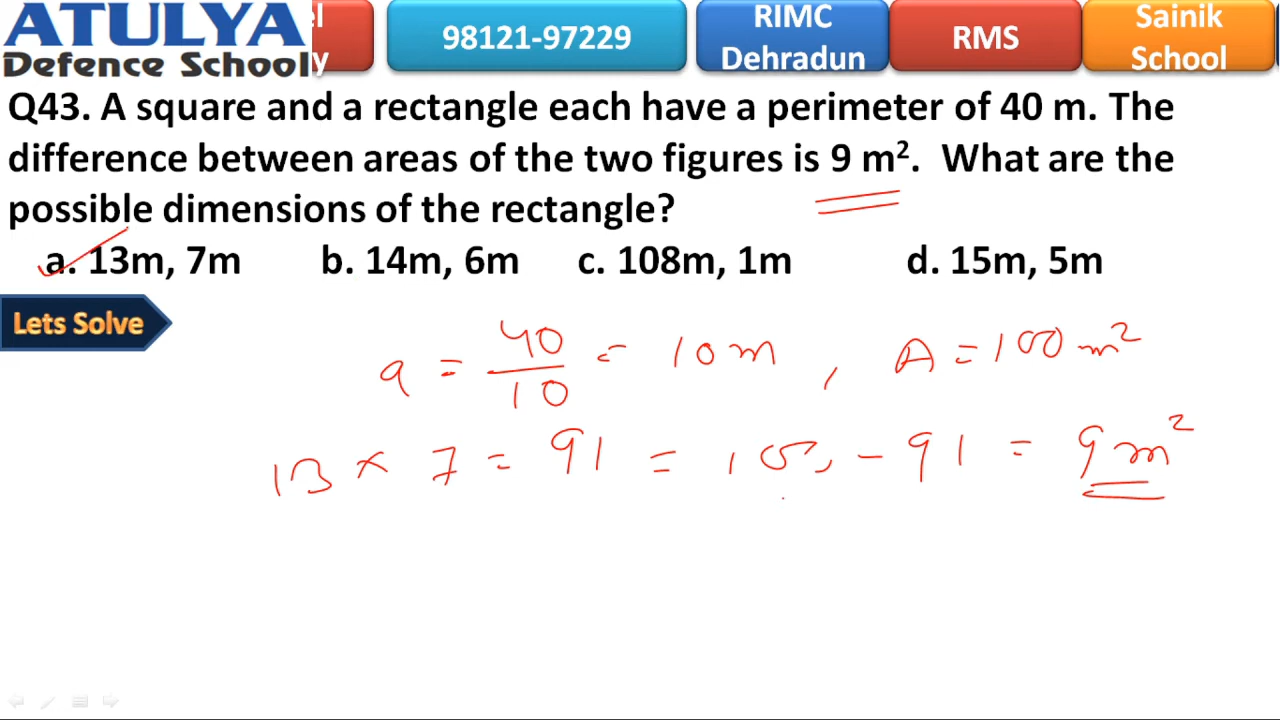 ATULYA
Defence School
el
y
98121-97229
RIMC
Dehradun
RMS
Sainik
School
Q43. A square and a rectangle each have a perimeter of 40 m. The
difference between areas of the two figures is 9 m². What are the
possible dimensions of the rectangle?
a. 13m, 7m b. 14m, 6m c. 108m, 1m d. 15m, 5m
Lets Solve
a = 40/10 = 10 m , A = 100 m²
13 × 7 = 91 = 100 - 91 = 9 m²